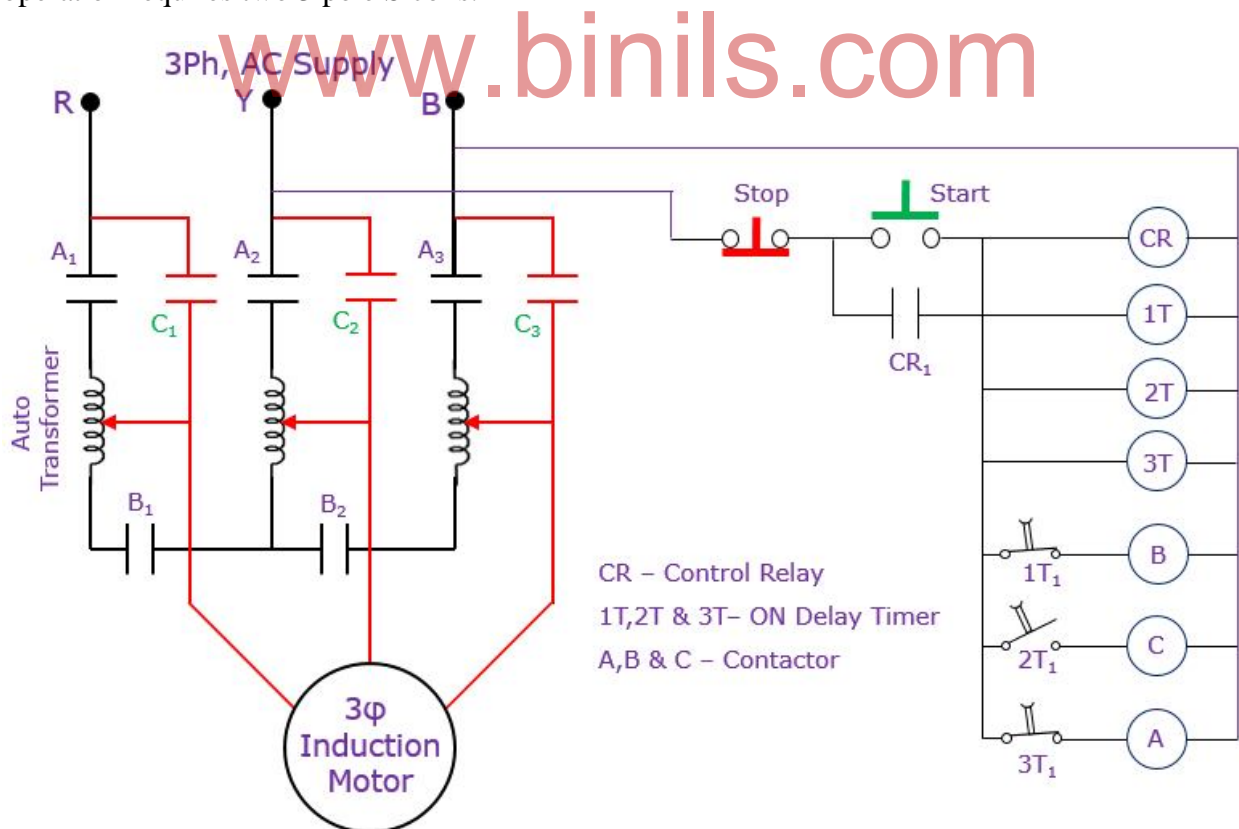 www.binils.com
3Ph, AC Supply
R
Y
B
Stop
Start
A₁
A₂
A₃
C₁
C₂
C₃
CR
1T
CR₁
2T
3T
Auto
Transformer
B₁
B₂
1T₁
B
2T₁
C
3T₁
A
CR – Control Relay
1T,2T & 3T– ON Delay Timer
A,B & C – Contactor
3φ
Induction
Motor